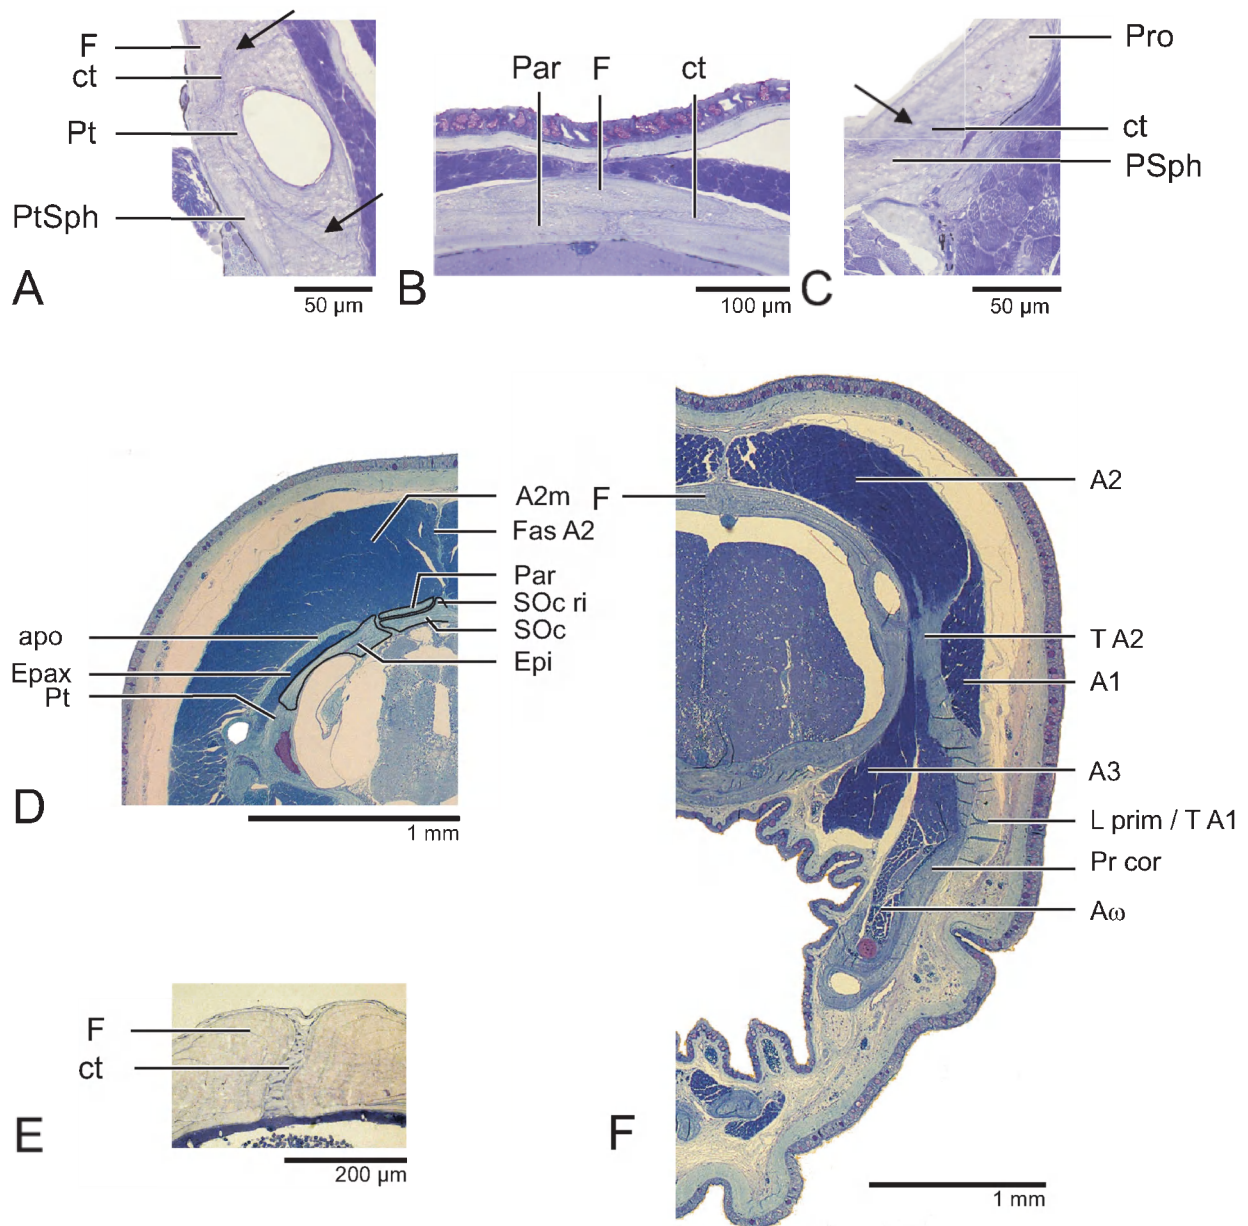 F
ct
Pt
PtSph
A
50 µm
Par F ct
B
100 µm
Pro
ct
PSph
C
50 µm
A2m
Fas A2
Par
SOc ri
SOc
Epi
apo
Epax
Pt
D
1 mm
F
A2
T A2
A1
A3
L prim / T A1
Pr cor
Aω
F
1 mm
F
ct
E
200 µm